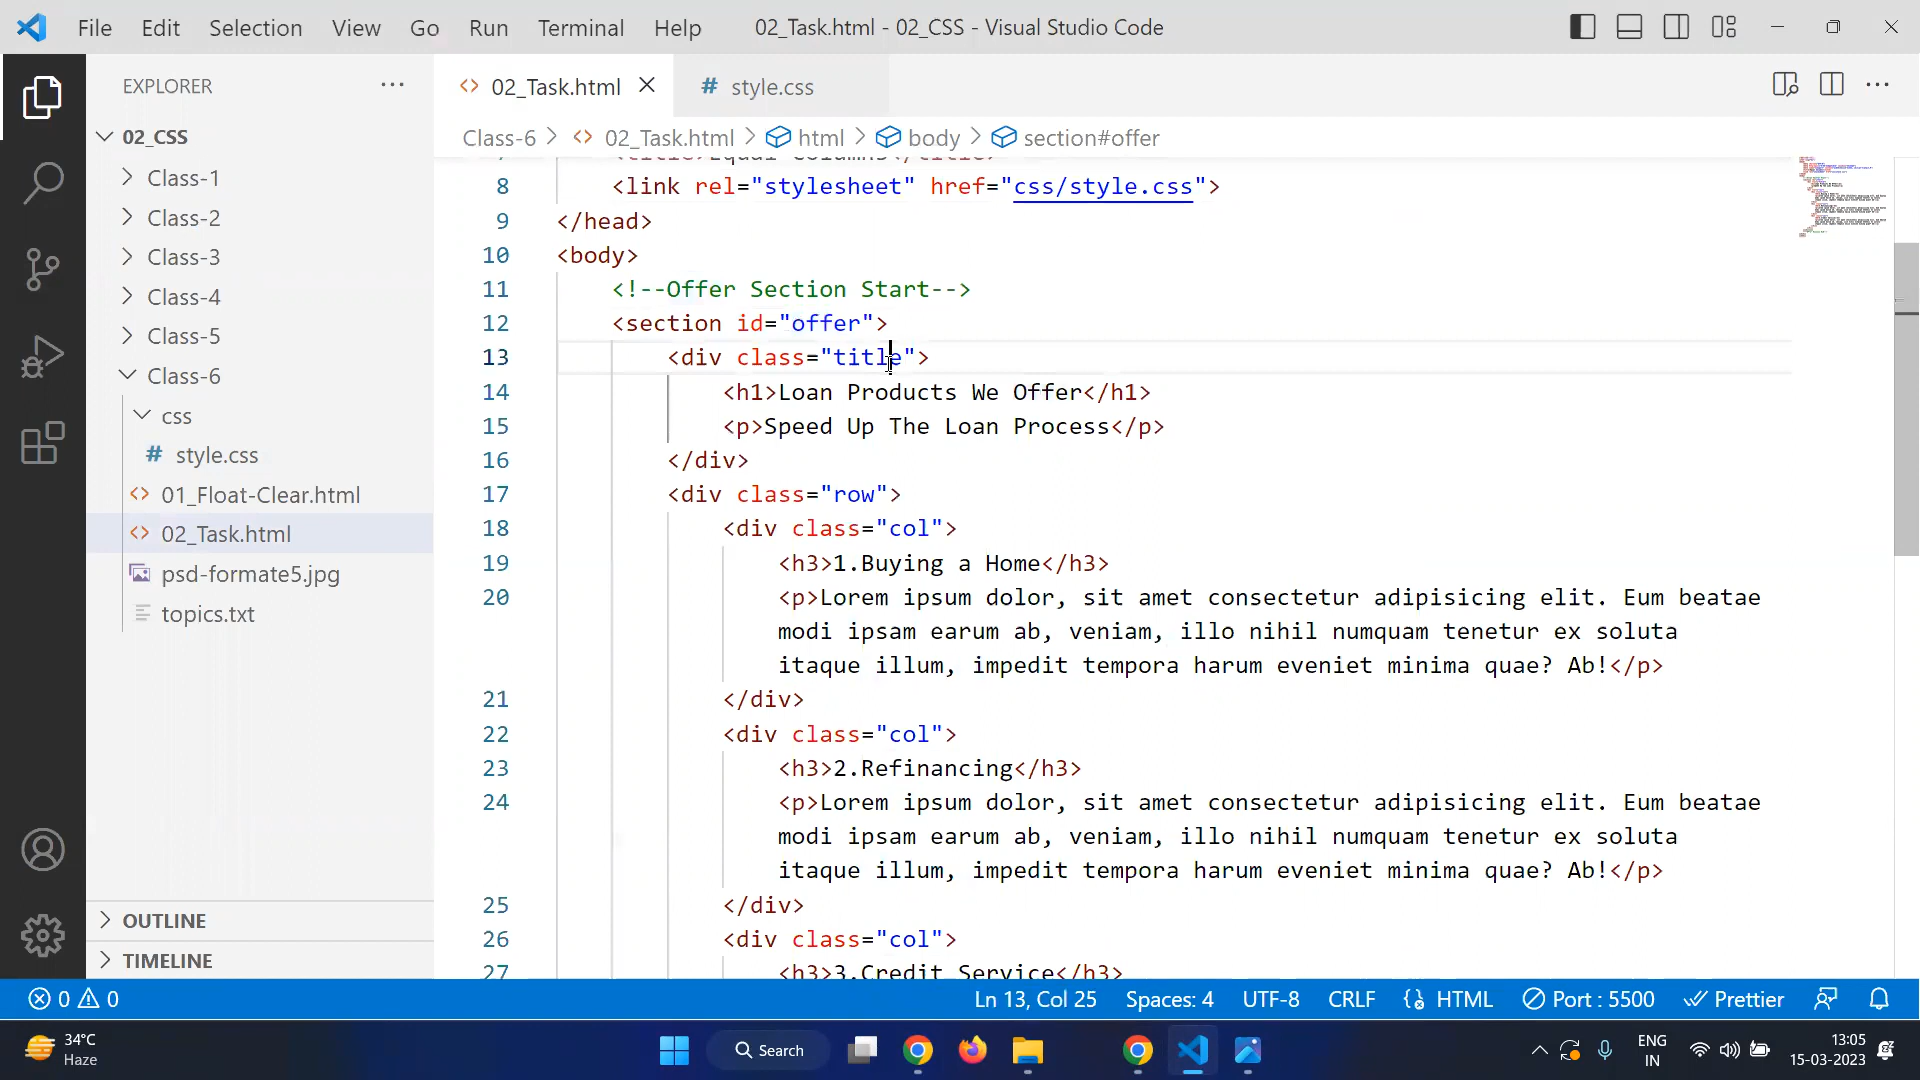 File Edit Selection View Go Run Terminal Help 02_Task.html - 02_CSS - Visual Studio Code
EXPLORER
02_CSS
Class-1
Class-2
Class-3
Class-4
Class-5
Class-6
css
# style.css
<> 01_Float-Clear.html
<> 02_Task.html
psd-formate5.jpg
topics.txt
OUTLINE
TIMELINE
<> 02_Task.html
# style.css
Class-6 > <> 02_Task.html > html > body > section#offer
7 <title>Equal Columns</title>
8 <link rel="stylesheet" href="css/style.css">
9 </head>
10 <body>
11 <!--Offer Section Start-->
12 <section id="offer">
13 <div class="title">
14 <h1>Loan Products We Offer</h1>
15 <p>Speed Up The Loan Process</p>
16 </div>
17 <div class="row">
18 <div class="col">
19 <h3>1.Buying a Home</h3>
20 <p>Lorem ipsum dolor, sit amet consectetur adipisicing elit. Eum beatae
modi ipsam earum ab, veniam, illo nihil numquam tenetur ex soluta
itaque illum, impedit tempora harum eveniet minima quae? Ab!</p>
21 </div>
22 <div class="col">
23 <h3>2.Refinancing</h3>
24 <p>Lorem ipsum dolor, sit amet consectetur adipisicing elit. Eum beatae
modi ipsam earum ab, veniam, illo nihil numquam tenetur ex soluta
itaque illum, impedit tempora harum eveniet minima quae? Ab!</p>
25 </div>
26 <div class="col">
27 <h3>3.Credit Service</h3>
0 0 Ln 13, Col 25 Spaces: 4 UTF-8 CRLF HTML Port : 5500 Prettier
34°C
Haze
Search
ENG
IN
13:05
15-03-2023